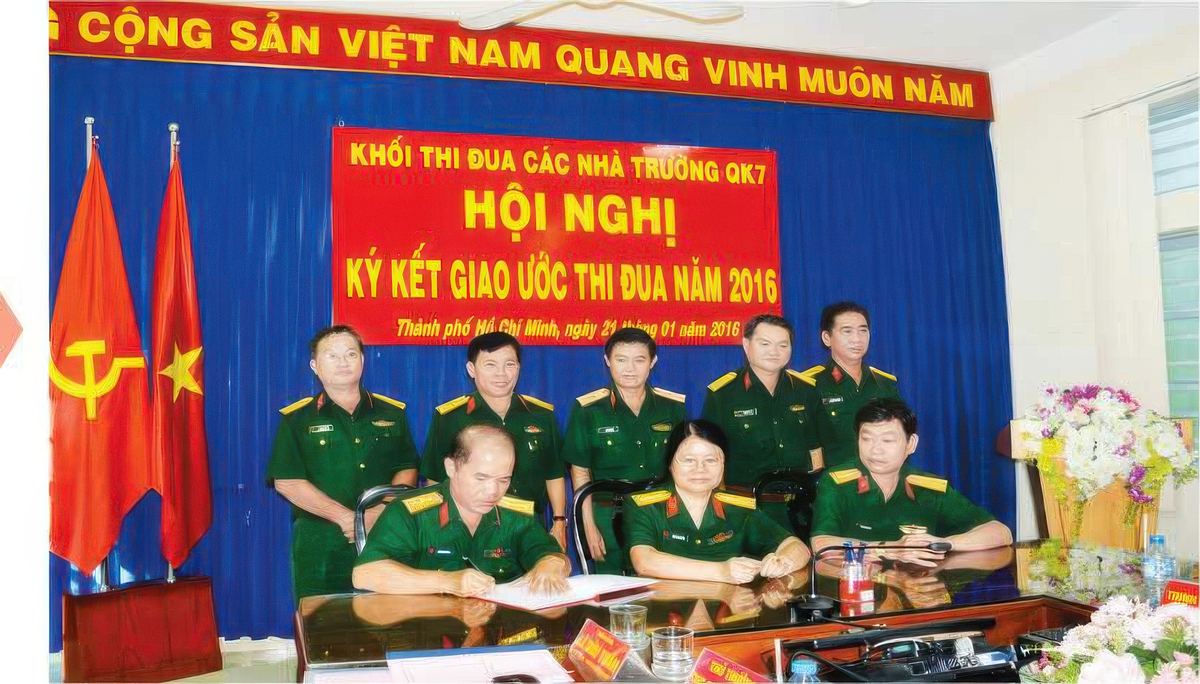 CỘNG SẢN VIỆT NAM QUANG VINH MUÔN NĂM
KHỐI THI ĐUA CÁC NHÀ TRƯỜNG QK7
HỘI NGHỊ
KÝ KẾT GIAO ƯỚC THI ĐUA NĂM 2016
Thành phố Hồ Chí Minh, ngày 21 tháng 01 năm 2016